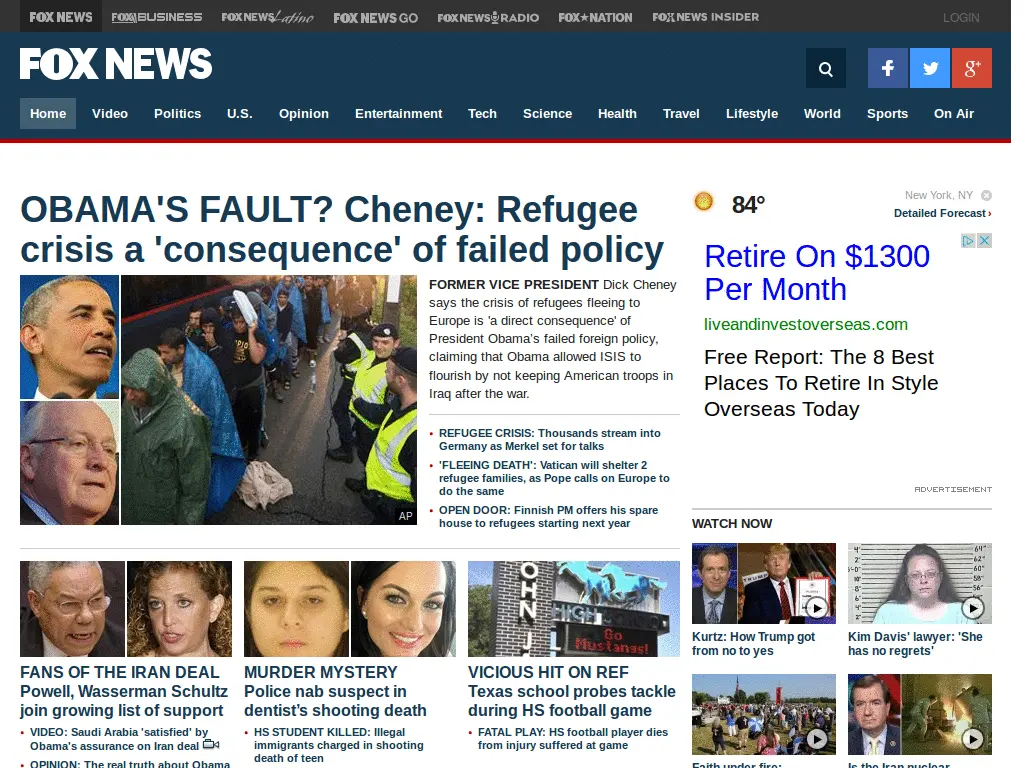 FOX NEWS
FOX BUSINESS
FOX NEWS Latino
FOX NEWS GO
FOX NEWS RADIO
FOX NATION
FOX NEWS INSIDER
LOGIN
FOX NEWS
Home
Video
Politics
U.S.
Opinion
Entertainment
Tech
Science
Health
Travel
Lifestyle
World
Sports
On Air
OBAMA'S FAULT? Cheney: Refugee
crisis a 'consequence' of failed policy
AP
FORMER VICE PRESIDENT Dick Cheney
says the crisis of refugees fleeing to
Europe is 'a direct consequence' of
President Obama's failed foreign policy,
claiming that Obama allowed ISIS to
flourish by not keeping American troops in
Iraq after the war.
REFUGEE CRISIS: Thousands stream into
Germany as Merkel set for talks
'FLEEING DEATH': Vatican will shelter 2
refugee families, as Pope calls on Europe to
do the same
OPEN DOOR: Finnish PM offers his spare
house to refugees starting next year
84°
New York, NY
Detailed Forecast ›
Retire On $1300
Per Month
liveandinvestoverseas.com
Free Report: The 8 Best
Places To Retire In Style
Overseas Today
ADVERTISEMENT
WATCH NOW
TRUMP
Kurtz: How Trump got
from no to yes
Kim Davis' lawyer: 'She
has no regrets'
Faith under fire:
Is the Iran nuclear
FANS OF THE IRAN DEAL
Powell, Wasserman Schultz
join growing list of support
VIDEO: Saudi Arabia 'satisfied' by
Obama's assurance on Iran deal
OPINION: The real truth about Obama
MURDER MYSTERY
Police nab suspect in
dentist's shooting death
HS STUDENT KILLED: Illegal
immigrants charged in shooting
death of teen
HIGH
Go
Mustangs!
VICIOUS HIT ON REF
Texas school probes tackle
during HS football game
FATAL PLAY: HS football player dies
from injury suffered at game